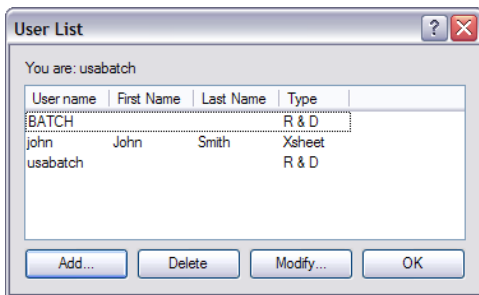 User List
You are: usabatch
User name First Name Last Name Type
BATCH R & D
john John Smith Xsheet
usabatch R & D
Add... Delete Modify... OK